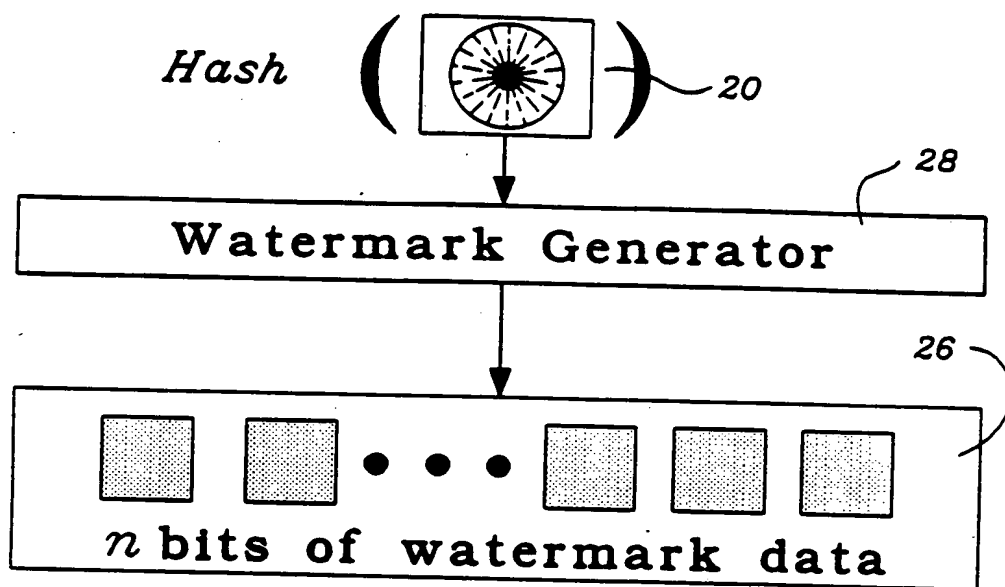 Hash ( ) 20
28
Watermark Generator
26
n bits of watermark data